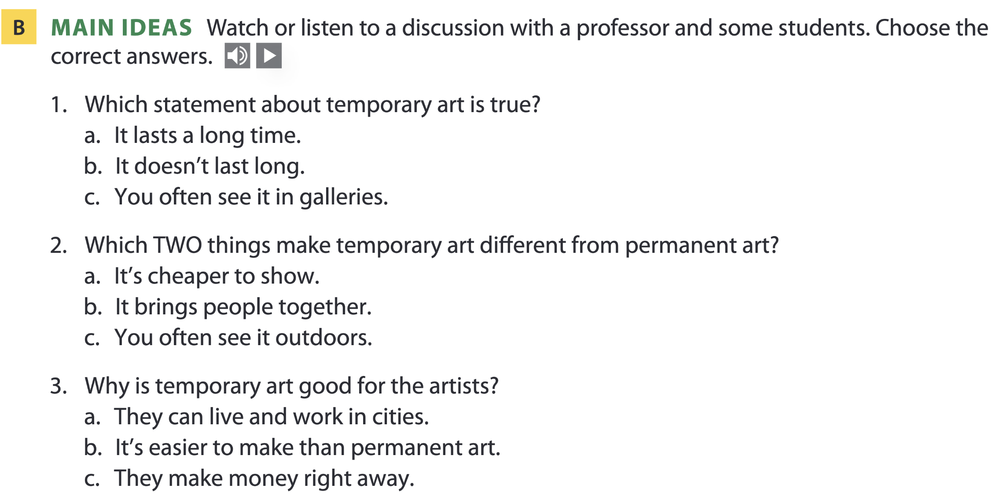 B MAIN IDEAS Watch or listen to a discussion with a professor and some students. Choose the
correct answers.
1. Which statement about temporary art is true?
a. It lasts a long time.
b. It doesn’t last long.
c. You often see it in galleries.
2. Which TWO things make temporary art different from permanent art?
a. It’s cheaper to show.
b. It brings people together.
c. You often see it outdoors.
3. Why is temporary art good for the artists?
a. They can live and work in cities.
b. It’s easier to make than permanent art.
c. They make money right away.